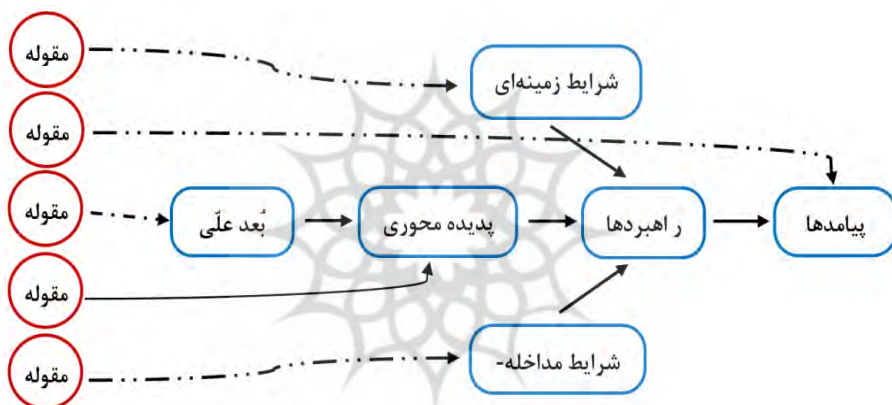 مقوله
شرایط زمینه‌ای
مقوله
مقوله
بُعد علّی
پدیده محوری
ر اهبردها
پیامدها
مقوله
شرایط مداخله-
مقوله